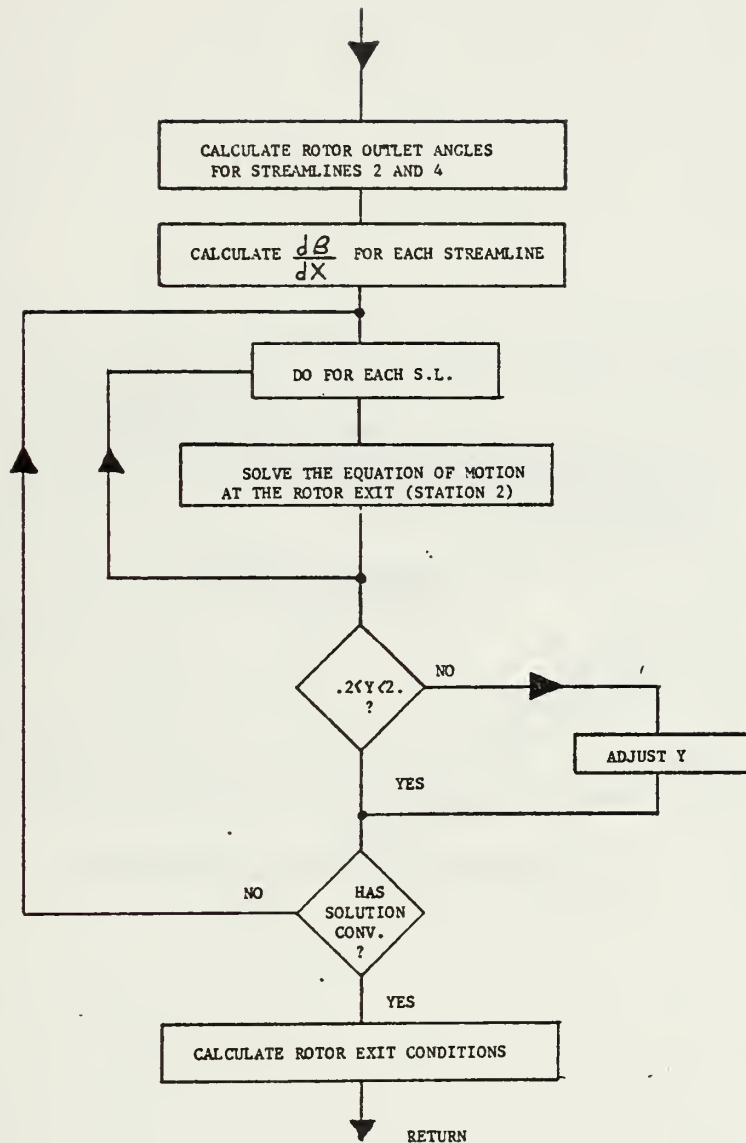 CALCULATE ROTOR OUTLET ANGLES
FOR STREAMLINES 2 AND 4
CALCULATE dB/dX FOR EACH STREAMLINE
DO FOR EACH S.L.
SOLVE THE EQUATION OF MOTION
AT THE ROTOR EXIT (STATION 2)
.2<Y<2.
?
NO
ADJUST Y
YES
HAS
SOLUTION
CONV.
?
NO
YES
CALCULATE ROTOR EXIT CONDITIONS
RETURN